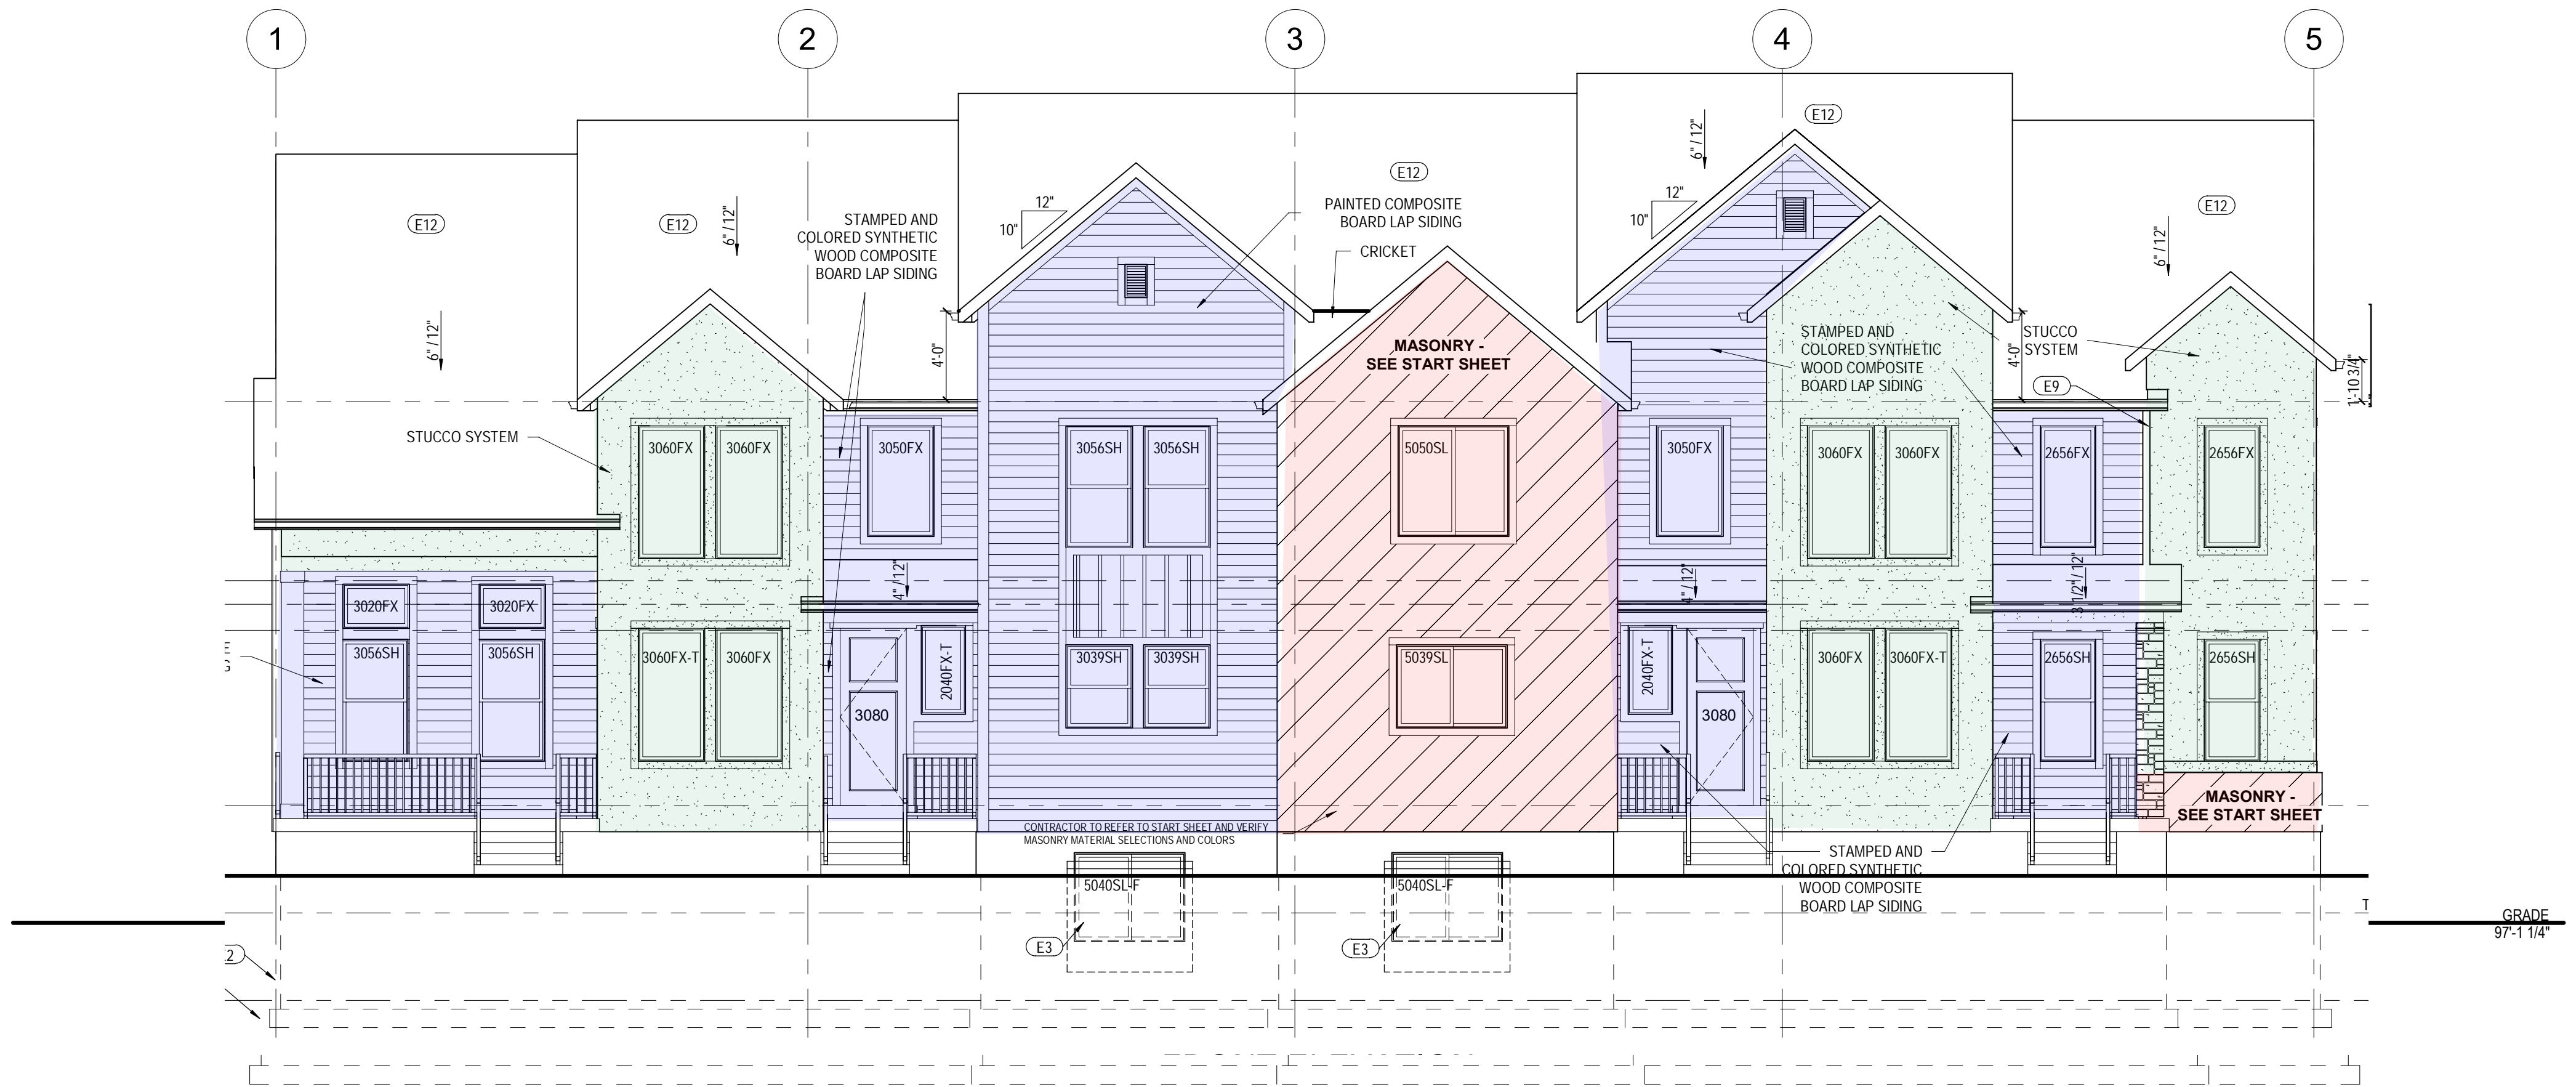 1
2
3
4
5
E12
E12
E12
E12
E12
6" / 12"
6" / 12"
6" / 12"
6" / 12"
12"
10"
12"
10"
STAMPED AND
COLORED SYNTHETIC
WOOD COMPOSITE
BOARD LAP SIDING
PAINTED COMPOSITE
BOARD LAP SIDING
CRICKET
4'-0"
MASONRY -
SEE START SHEET
STAMPED AND
COLORED SYNTHETIC
WOOD COMPOSITE
BOARD LAP SIDING
STUCCO
SYSTEM
4'-0"
E9
1'-10 3/4"
STUCCO SYSTEM
3060FX
3060FX
3050FX
3056SH
3056SH
5050SL
3050FX
3060FX
3060FX
2656FX
2656FX
4" / 12"
4" / 12"
3 1/2" / 12"
3020FX
3020FX
3056SH
3056SH
3060FX-T
3060FX
2040FX-T
3080
3039SH
3039SH
5039SL
2040FX-T
3080
3060FX
3060FX-T
2656SH
2656SH
MASONRY -
SEE START SHEET
CONTRACTOR TO REFER TO START SHEET AND VERIFY
MASONRY MATERIAL SELECTIONS AND COLORS
STAMPED AND
COLORED SYNTHETIC
WOOD COMPOSITE
BOARD LAP SIDING
5040SL-F
5040SL-F
E3
E3
T
GRADE
97'-1 1/4"